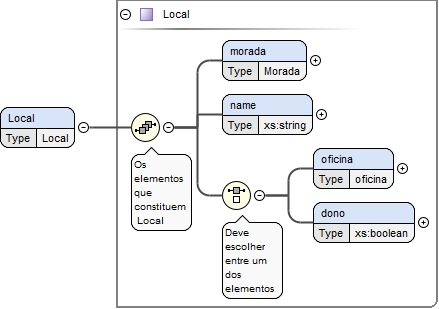 Local
morada
Type Morada
name
Type xs:string
Local
Type Local
Os
elementos
que
constituem
Local
oficina
Type oficina
dono
Type xs:boolean
Deve
escolher
entre um
dos
elementos